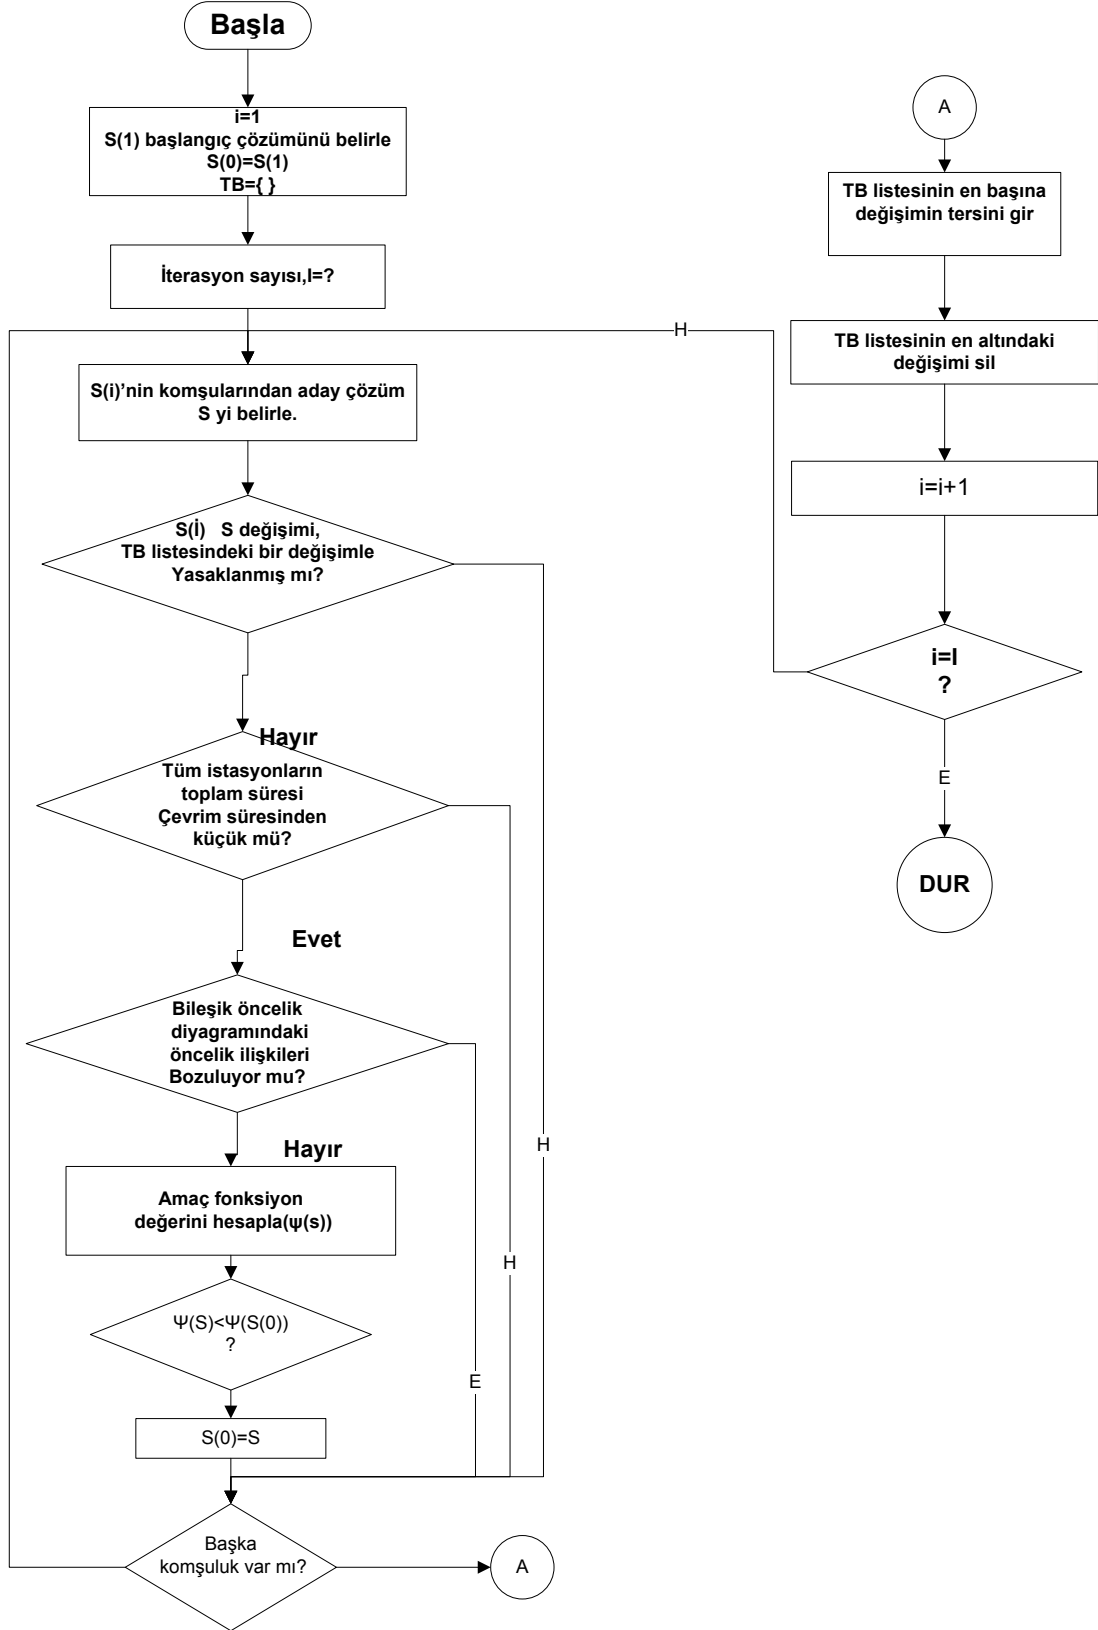 Başla
i=1
S(1) başlangıç çözümünü belirle
S(0)=S(1)
TB={ }
İterasyon sayısı,I=?
H
S(i)’nin komşularından aday çözüm
S yi belirle.
S(İ) S değişimi,
TB listesindeki bir değişimle
Yasaklanmış mı?
Hayır
Tüm istasyonların
toplam süresi
Çevrim süresinden
küçük mü?
Evet
Bileşik öncelik
diyagramındaki
öncelik ilişkileri
Bozuluyor mu?
Hayır
H
Amaç fonksiyon
değerini hesapla(ψ(s))
H
Ψ(S)<Ψ(S(0))
?
E
S(0)=S
Başka
komşuluk var mı?
A
A
TB listesinin en başına
değişimin tersini gir
TB listesinin en altındaki
değişimi sil
i=i+1
i=I
?
E
DUR